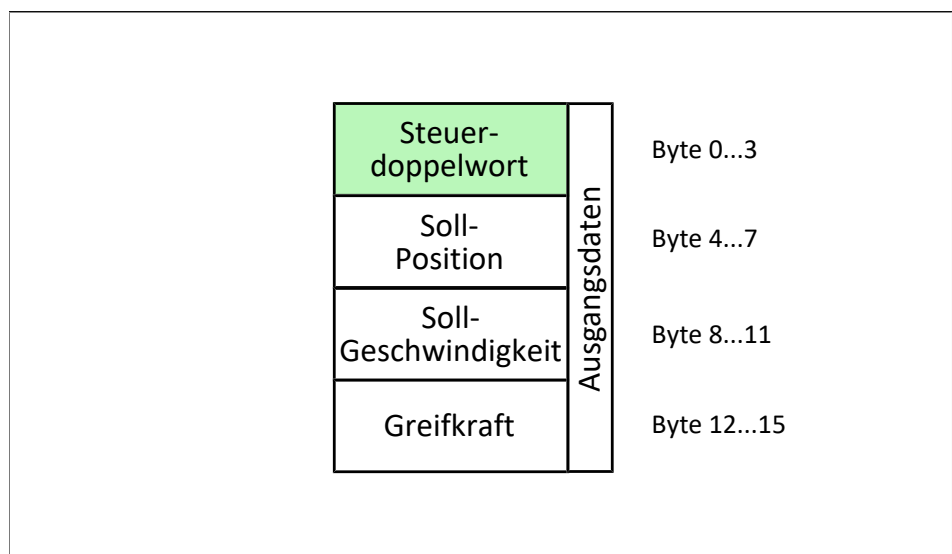 Steuer-
doppelwort
Byte 0...3
Soll-
Position
Byte 4...7
Soll-
Geschwindigkeit
Byte 8...11
Greifkraft
Byte 12...15
Ausgangsdaten